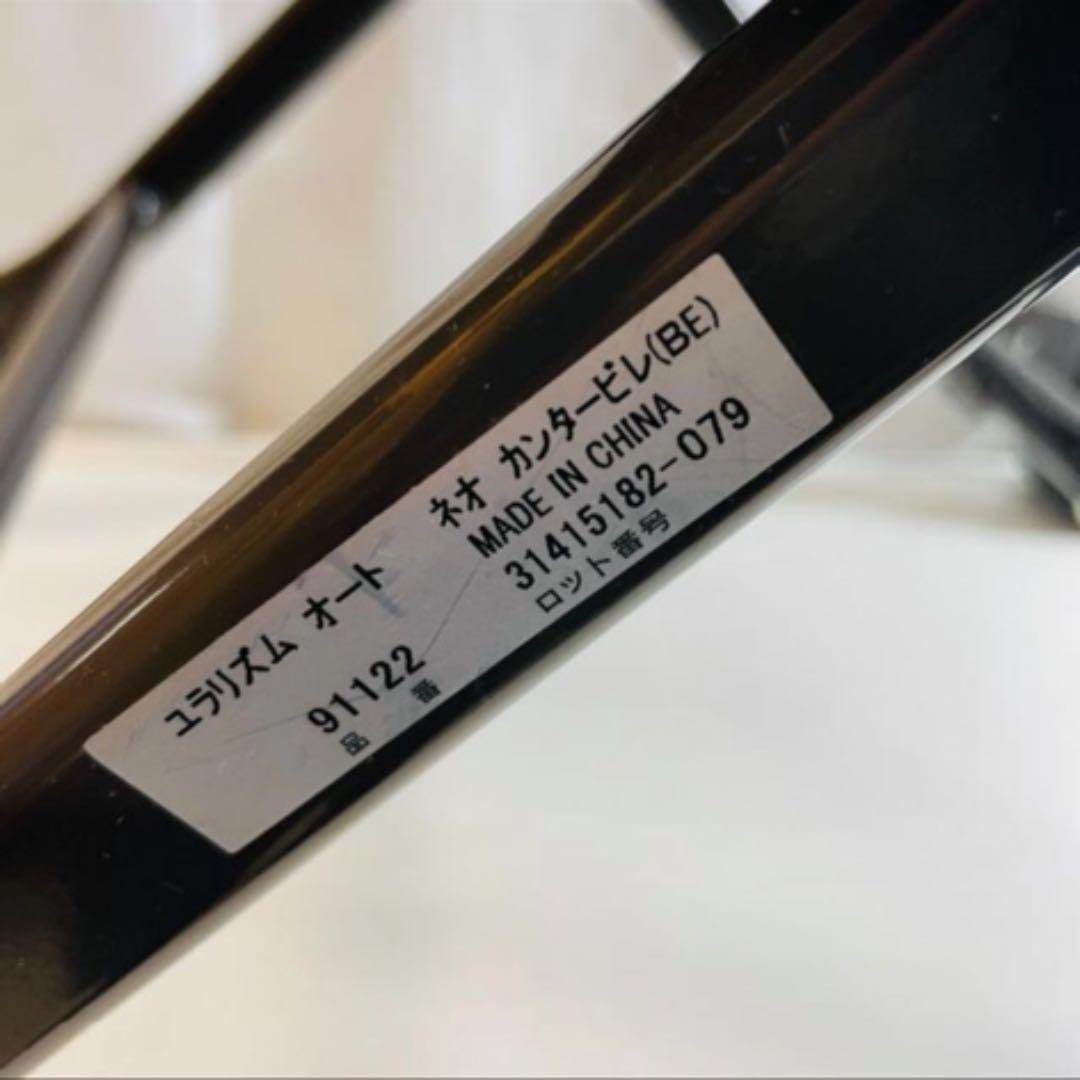 ユラリズム オート ネオ カンタービレ(BE)
MADE IN CHINA
91122 31415182-079
品番 ロット番号